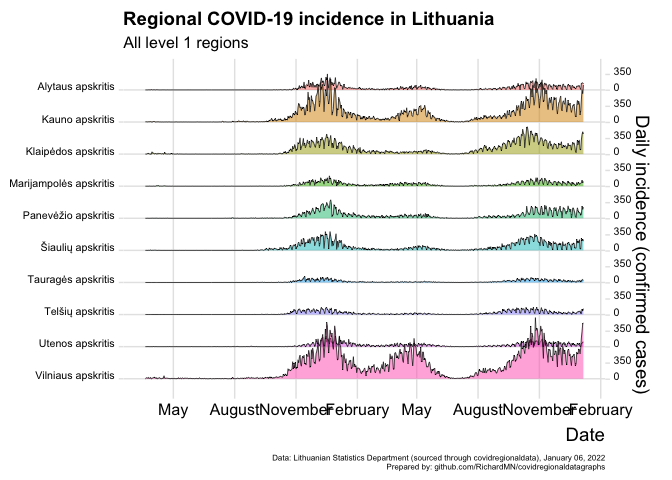 Regional COVID-19 incidence in Lithuania
All level 1 regions
Alytaus apskritis
Kauno apskritis
Klaipėdos apskritis
Marijampolės apskritis
Panevėžio apskritis
Šiaulių apskritis
Tauragės apskritis
Telšių apskritis
Utenos apskritis
Vilniaus apskritis
350
0
350
0
350
0
350
0
350
0
350
0
350
0
350
0
350
0
350
0
Daily incidence (confirmed cases)
May August November February May August November February
Date
Data: Lithuanian Statistics Department (sourced through covidregionaldata), January 06, 2022
Prepared by: github.com/RichardMN/covidregionaldatagraphs